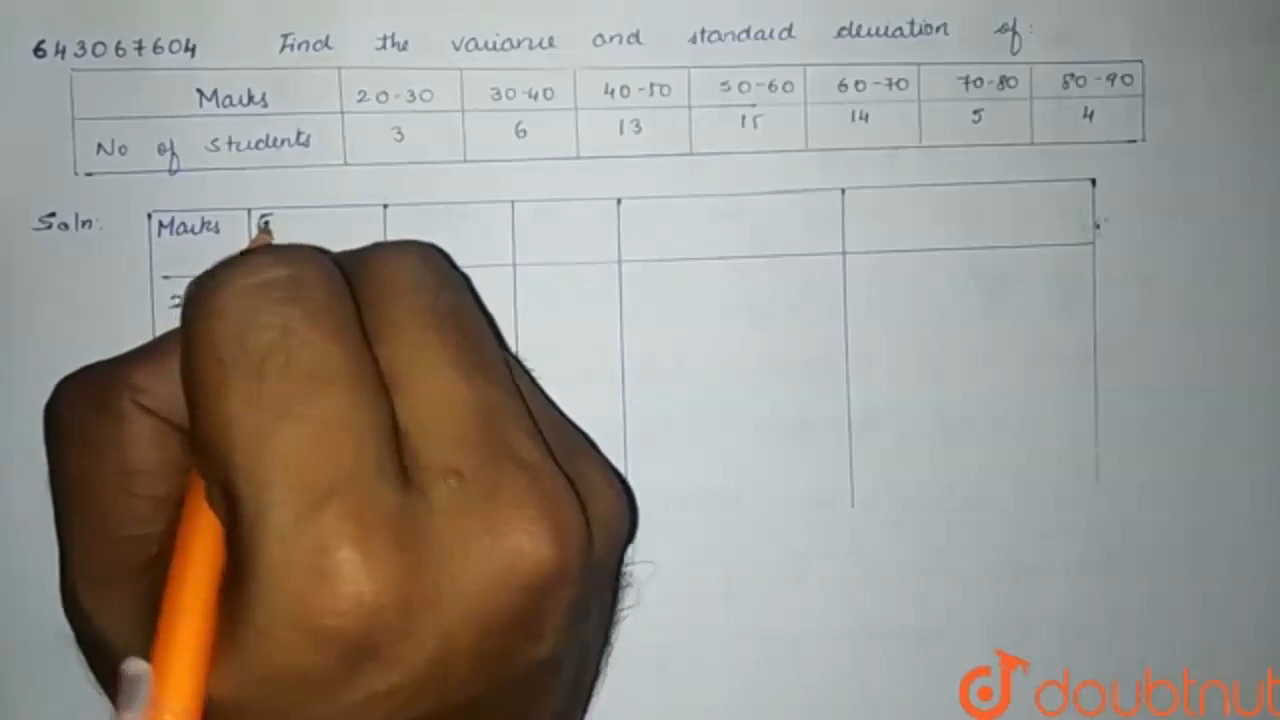 643067604 Find the variance and standard deviation of:
Marks 20-30 30-40 40-50 50-60 60-70 70-80 80-90
No of students 3 6 13 15 14 5 4
Soln:
Marks
doubtnut